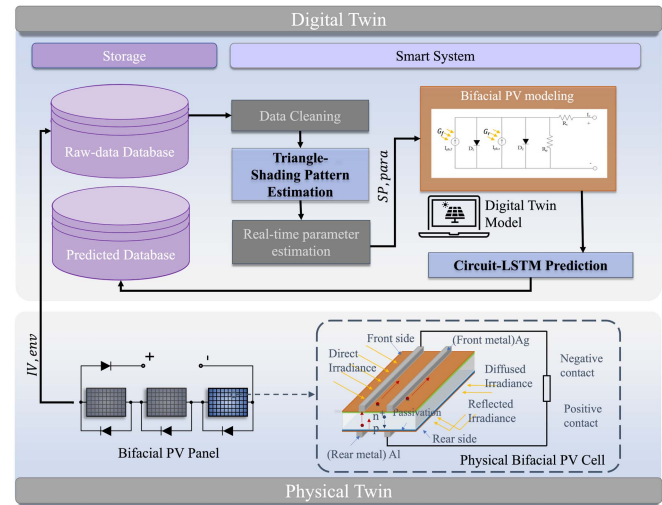 Digital Twin
Storage
Smart System
Raw-data Database
Predicted Database
Data Cleaning
Triangle-
Shading Pattern
Estimation
Real-time parameter
estimation
SP, para
Bifacial PV modeling
Digital Twin
Model
Circuit-LSTM Prediction
IV, env
+
-
Bifacial PV Panel
Front side
(Front metal)Ag
Direct
Irradiance
Diffused
Irradiance
Reflected
Irradiance
n
Passivation
p
Rear side
(Rear metal) Al
Negative
contact
Positive
contact
Physical Bifacial PV Cell
Physical Twin